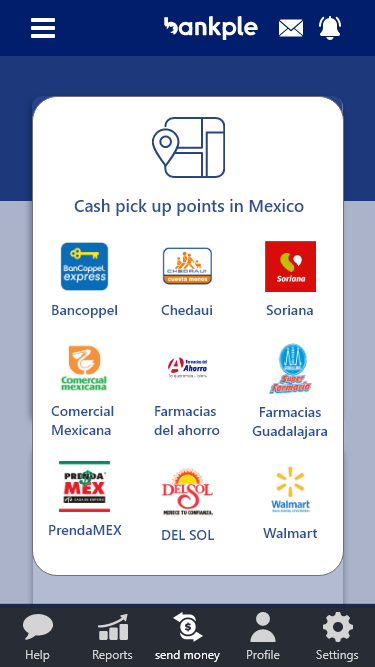 bankple
Cash pick up points in Mexico
BanCoppel
express
CHEDRAUI
cuesta menos
Soriana
Bancoppel
Chedaui
Soriana
Comercial
mexicana
Farmacias del
Ahorro
Super
Farmacia
Comercial
Mexicana
Farmacias
del ahorro
Farmacias
Guadalajara
PRENDA
MEX
DELSOL
MERECE TU CONFIANZA.
Walmart
PrendaMEX
DEL SOL
Walmart
Help
Reports
send money
Profile
Settings